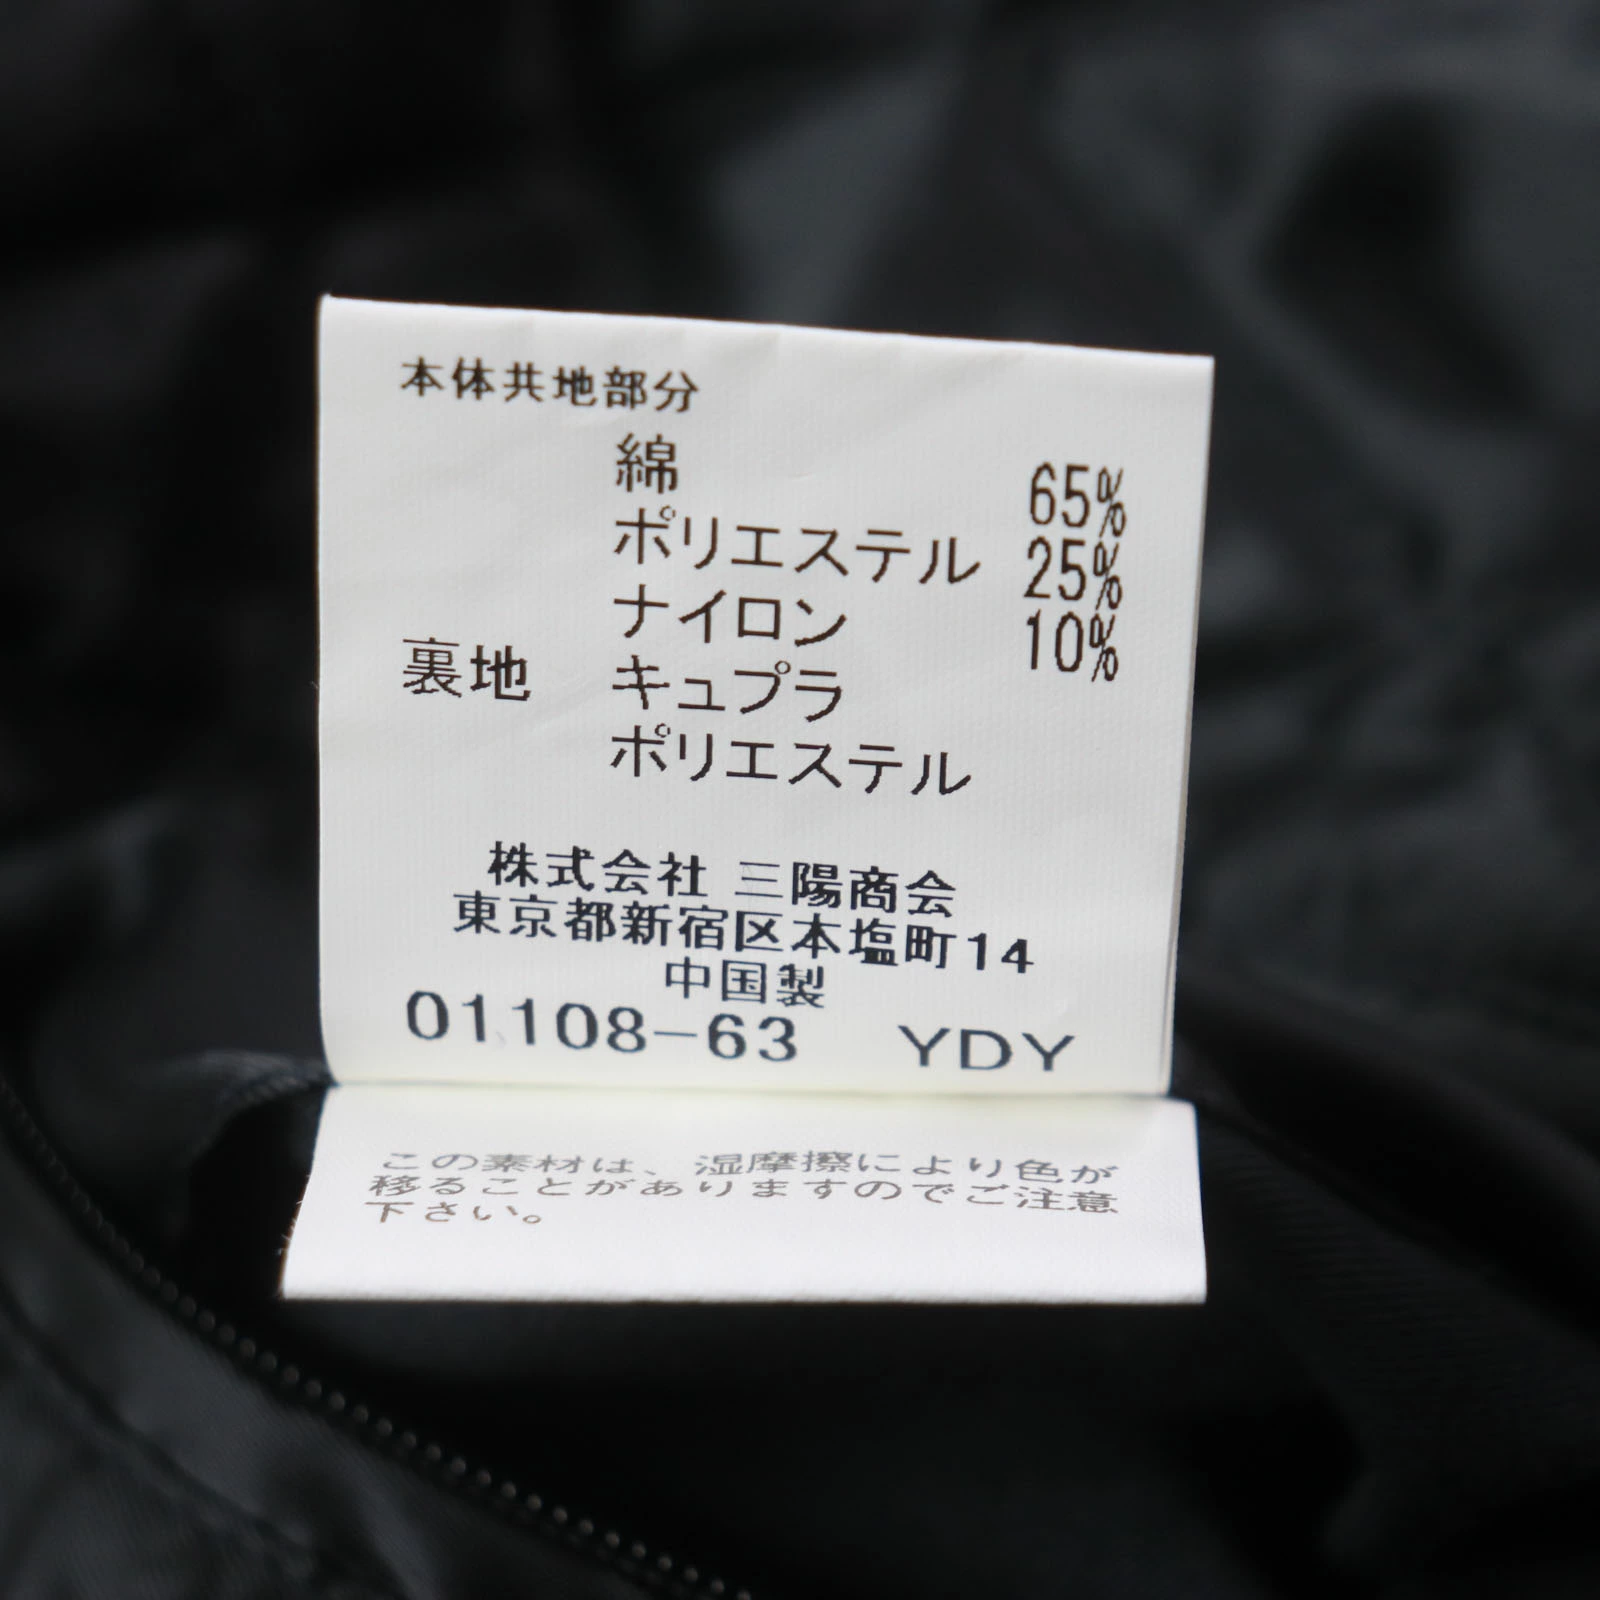 本体共地部分
綿 65%
ポリエステル 25%
ナイロン 10%
裏地 キュプラ
ポリエステル
株式会社 三陽商会
東京都新宿区本塩町14
中国製
01108-63 YDY
この素材は、湿摩擦により色が
移ることがありますのでご注意
下さい。